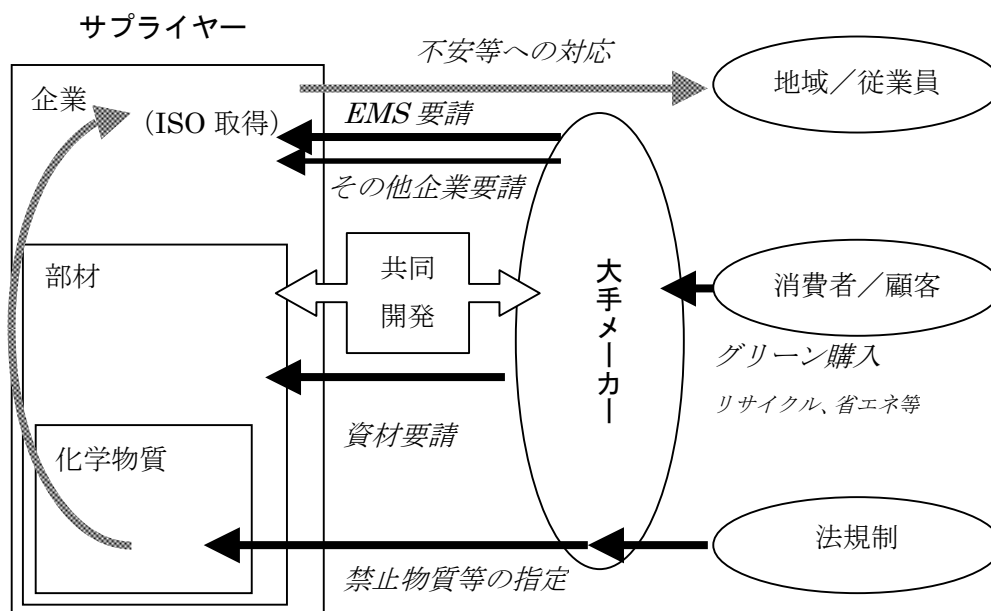 サプライヤー
不安等への対応
地域／従業員
企業
（ISO 取得）
EMS 要請
その他企業要請
部材
共同
開発
大手メーカー
消費者／顧客
グリーン購入
リサイクル、省エネ等
資材要請
化学物質
法規制
禁止物質等の指定